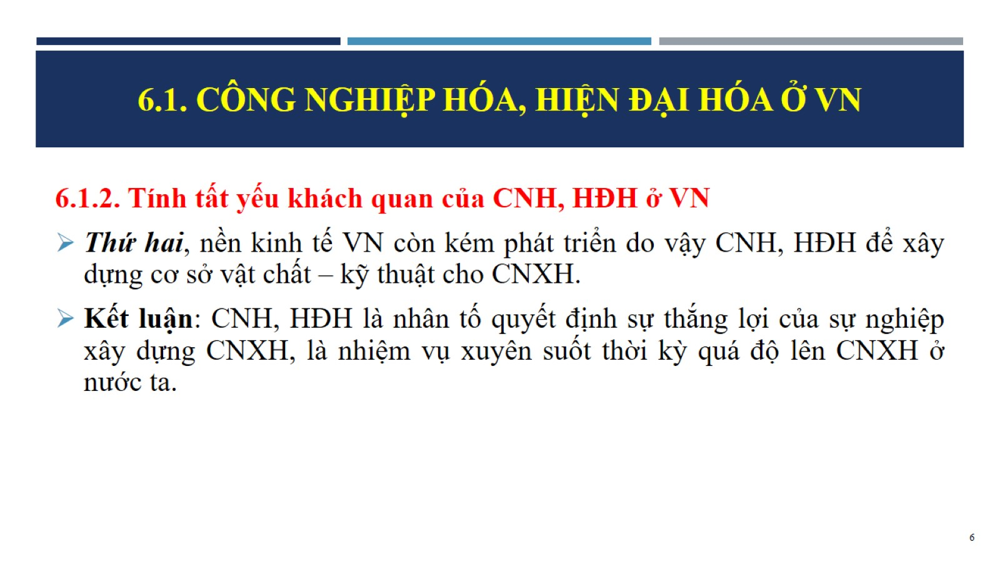 6.1. CÔNG NGHIỆP HÓA, HIỆN ĐẠI HÓA Ở VN
6.1.2. Tính tất yếu khách quan của CNH, HĐH ở VN
Thứ hai, nền kinh tế VN còn kém phát triển do vậy CNH, HĐH để xây
dựng cơ sở vật chất – kỹ thuật cho CNXH.
Kết luận: CNH, HĐH là nhân tố quyết định sự thắng lợi của sự nghiệp
xây dựng CNXH, là nhiệm vụ xuyên suốt thời kỳ quá độ lên CNXH ở
nước ta.
6